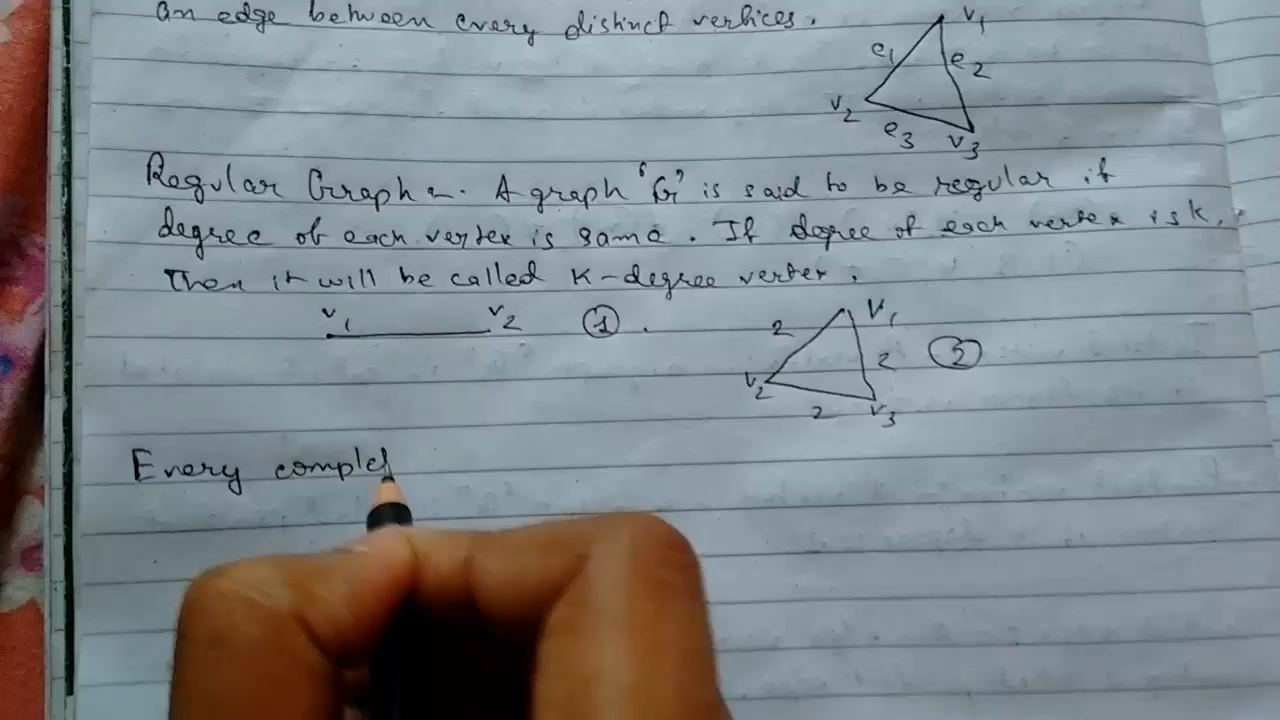 an edge between every distinct vertices.
v1
e1
e2
v2
e3
v3
Regular Graph :- A graph 'G' is said to be regular if
degree of each vertex is same. If degree of each vertex is k,
Then it will be called K-degree vertex.
v1 v2 1 .
2 V1
2 2
V2 2 V3
Every complet